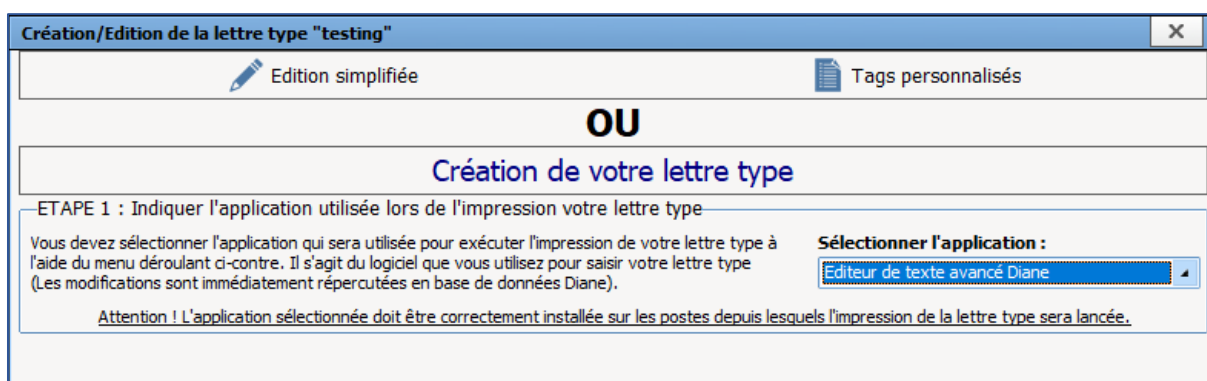 Création/Edition de la lettre type "testing"
Edition simplifiée
Tags personnalisés
OU
Création de votre lettre type
ETAPE 1 : Indiquer l'application utilisée lors de l'impression votre lettre type
Vous devez sélectionner l'application qui sera utilisée pour exécuter l'impression de votre lettre type à
l'aide du menu déroulant ci-contre. Il s'agit du logiciel que vous utilisez pour saisir votre lettre type
(Les modifications sont immédiatement répercutées en base de données Diane).
Sélectionner l'application :
Editeur de texte avancé Diane
Attention ! L'application sélectionnée doit être correctement installée sur les postes depuis lesquels l'impression de la lettre type sera lancée.